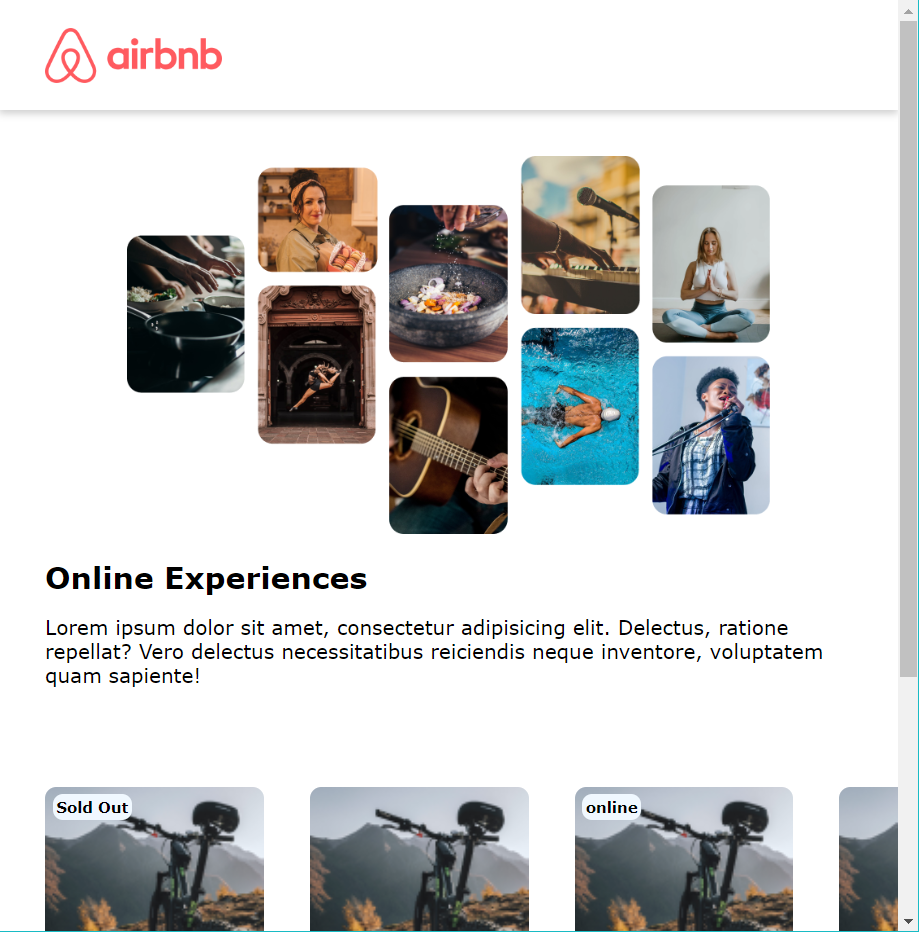 airbnb
Online Experiences
Lorem ipsum dolor sit amet, consectetur adipisicing elit. Delectus, ratione
repellat? Vero delectus necessitatibus reiciendis neque inventore, voluptatem
quam sapiente!
Sold Out
online